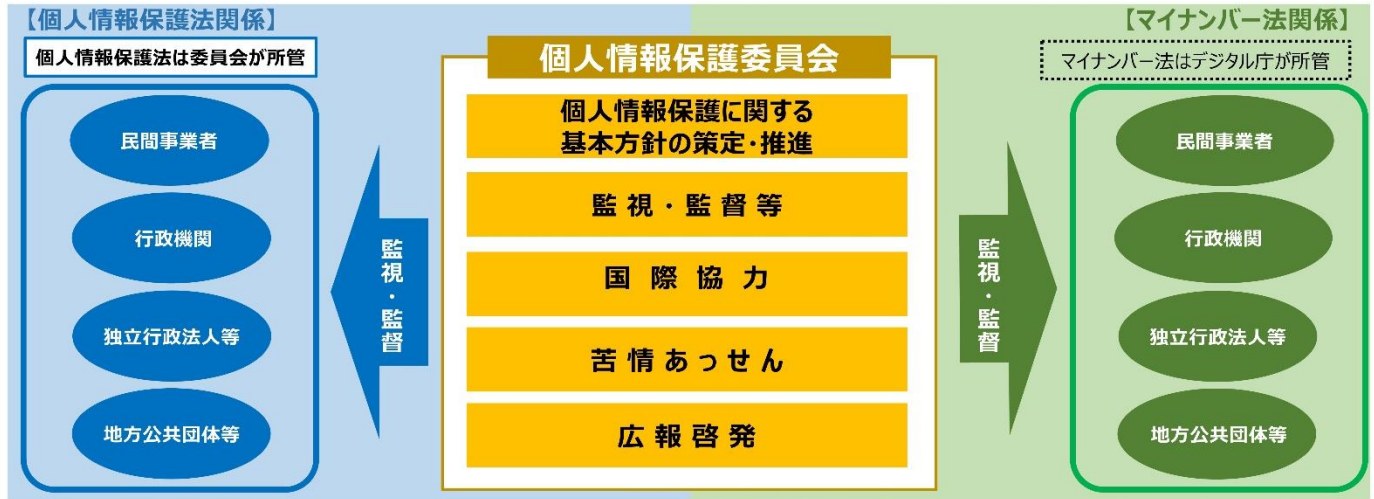 【個人情報保護法関係】
個人情報保護法は委員会が所管
民間事業者
行政機関
独立行政法人等
地方公共団体等
監視・監督
個人情報保護委員会
個人情報保護に関する
基本方針の策定・推進
監視・監督等
国際協力
苦情あっせん
広報啓発
監視・監督
【マイナンバー法関係】
マイナンバー法はデジタル庁が所管
民間事業者
行政機関
独立行政法人等
地方公共団体等